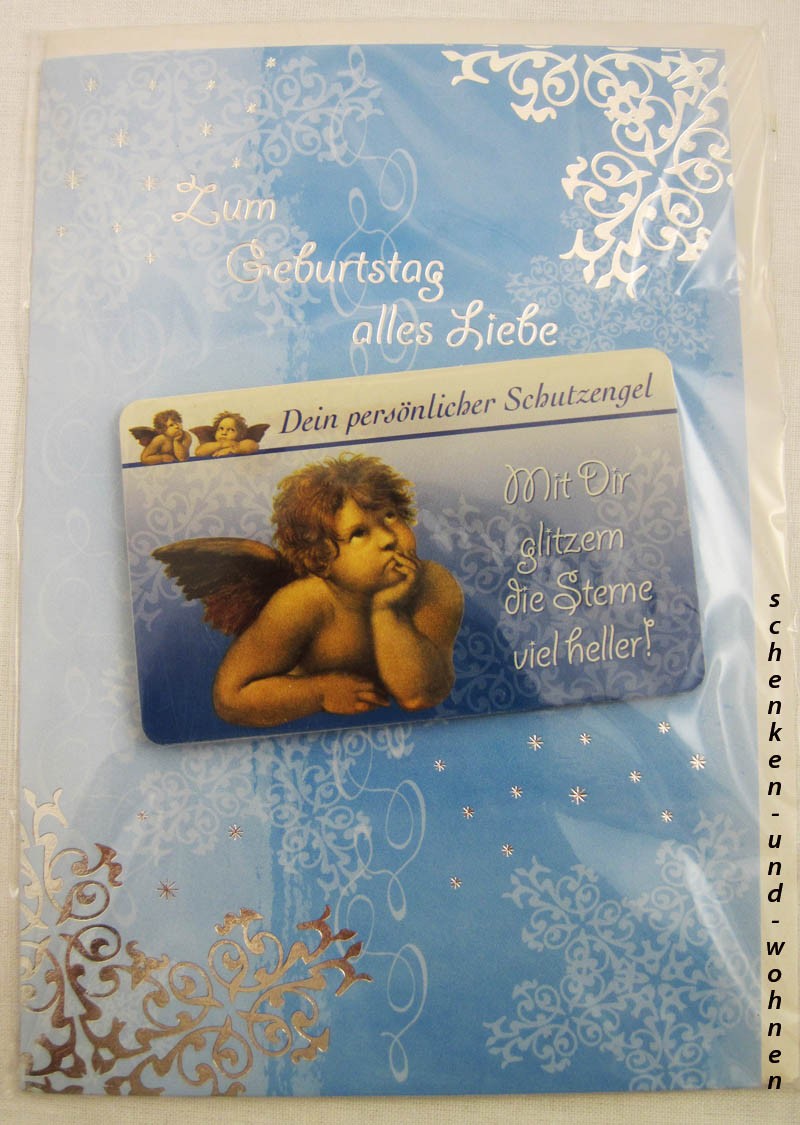 Zum
Geburtstag
alles Liebe
Dein persönlicher Schutzengel
Mit Dir
glitzern
die Sterne
viel heller!
schenken-und-wohnen